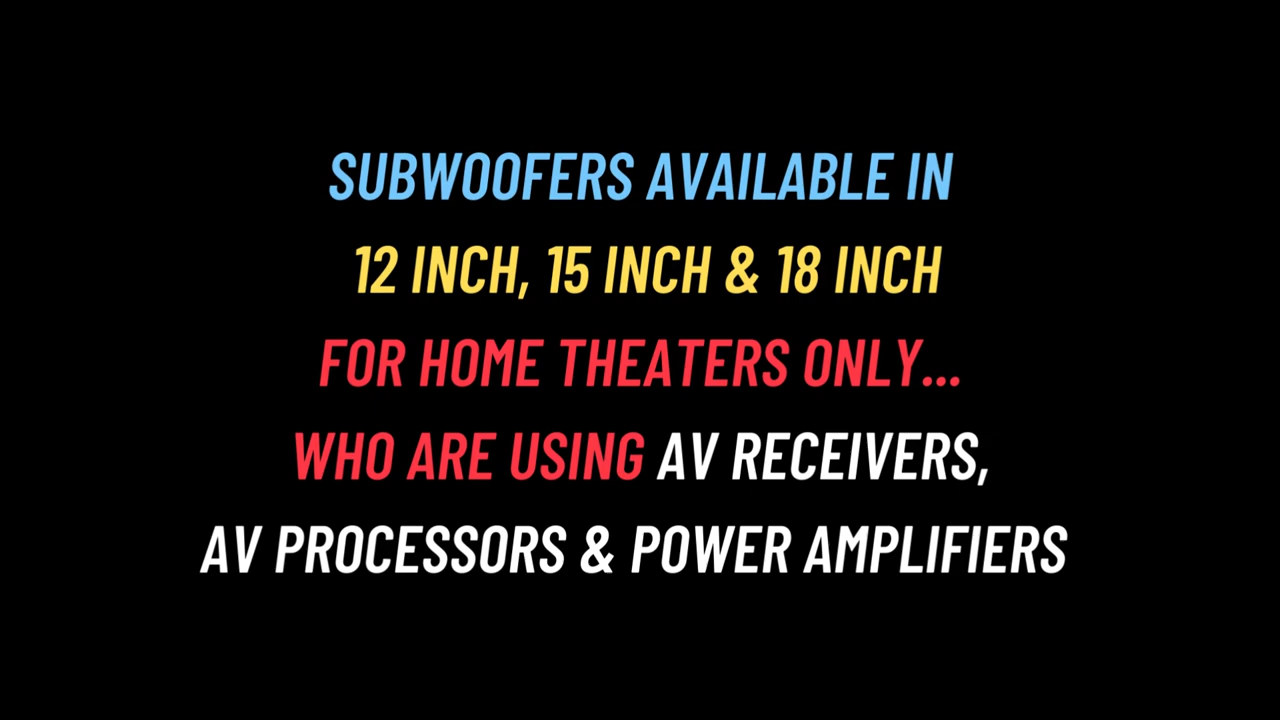 SUBWOOFERS AVAILABLE IN
12 INCH, 15 INCH & 18 INCH
FOR HOME THEATERS ONLY...
WHO ARE USING AV RECEIVERS,
AV PROCESSORS & POWER AMPLIFIERS